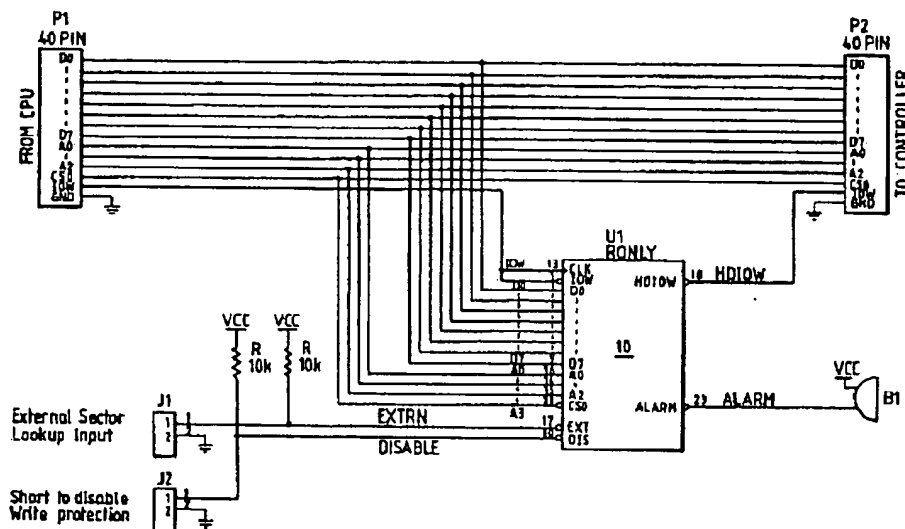 P1
40 PIN
D0
D7
A0
A2
CS0
IOW
GND
FROM CPU
P2
40 PIN
D0
D7
A0
A2
CS0
IOW
GND
TO CONTROLLER
U1
RONLY
IOW 13 CLK
IOW
D0
D7
A0
A2
CS0
A3
17 EXT
DIS
HDIOW 18 HDIOW
10
ALARM 23 ALARM
VCC
B1
VCC VCC
R
10k
R
10k
J1
External Sector
Lookup Input
1
2
EXTRN
DISABLE
J2
Short to disable
Write protection
1
2